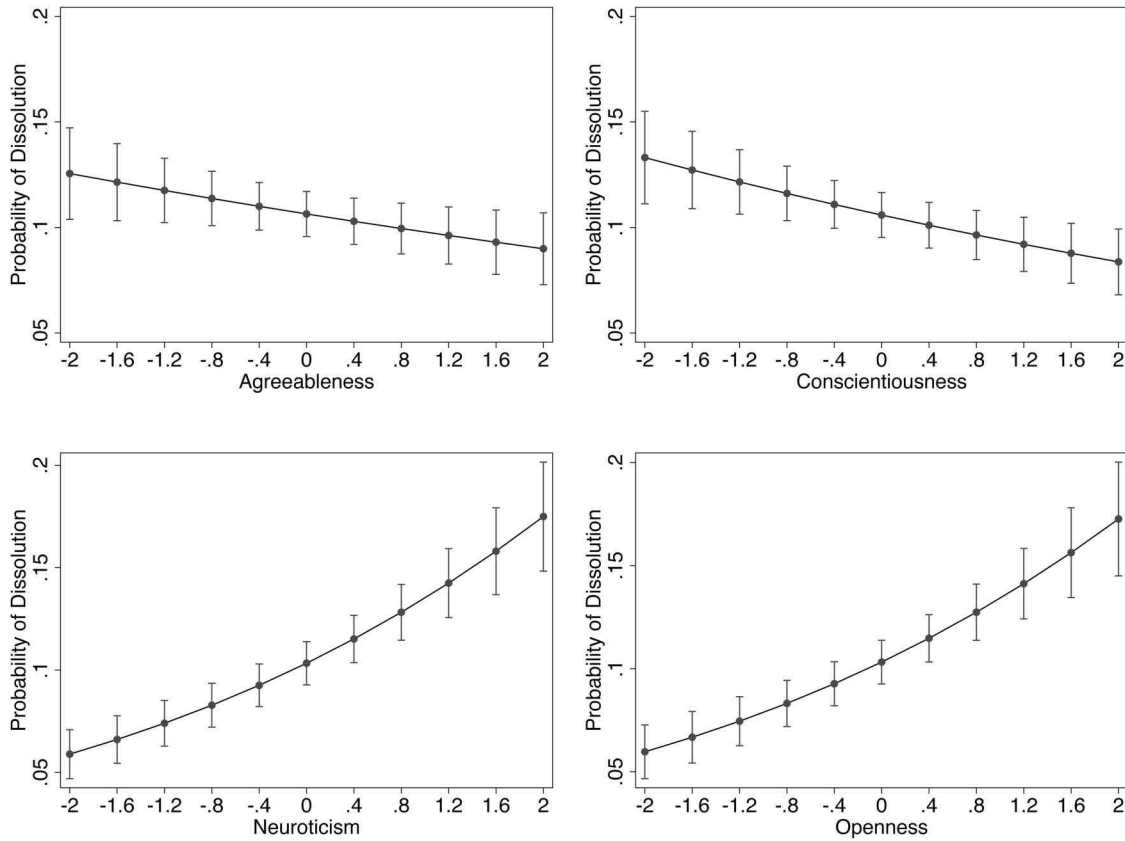 Probability of Dissolution
.2
.15
.1
.05
-2 -1.6 -1.2 -.8 -.4 0 .4 .8 1.2 1.6 2
Agreeableness
Probability of Dissolution
.2
.15
.1
.05
-2 -1.6 -1.2 -.8 -.4 0 .4 .8 1.2 1.6 2
Conscientiousness
Probability of Dissolution
.2
.15
.1
.05
-2 -1.6 -1.2 -.8 -.4 0 .4 .8 1.2 1.6 2
Neuroticism
Probability of Dissolution
.2
.15
.1
.05
-2 -1.6 -1.2 -.8 -.4 0 .4 .8 1.2 1.6 2
Openness